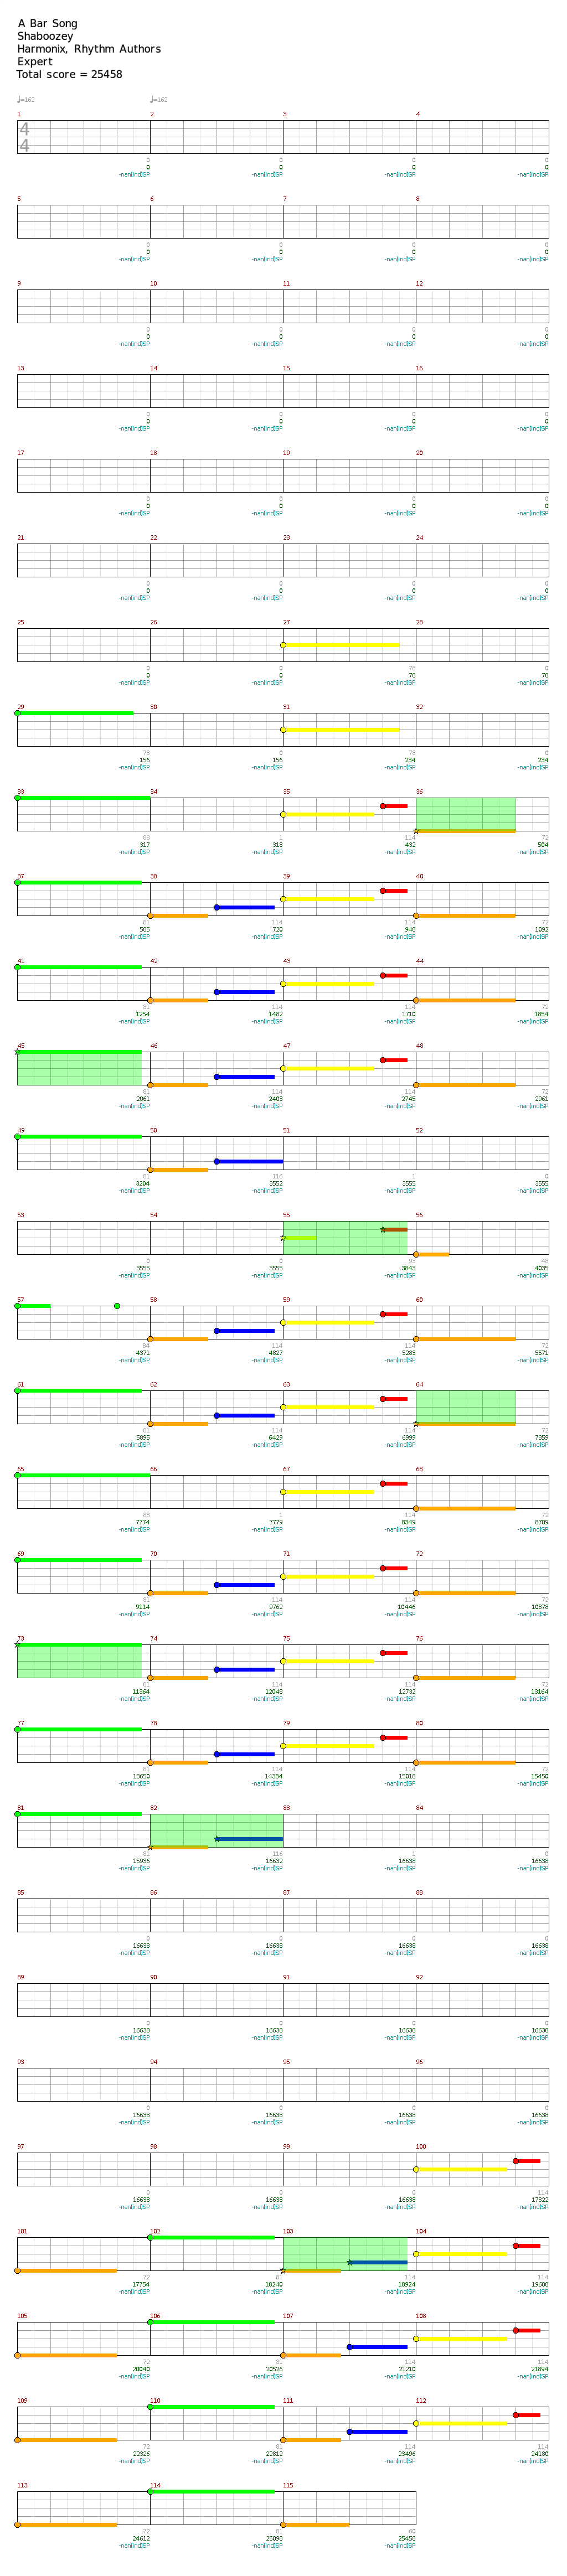 A Bar Song
Shaboozey
Harmonix, Rhythm Authors
Expert
Total score = 25458
♩=162 ♩=162
1 2 3 4
4
4
0 0 0 0
0 0 0 0
-nan(ind)SP -nan(ind)SP -nan(ind)SP -nan(ind)SP
5 6 7 8
0 0 0 0
0 0 0 0
-nan(ind)SP -nan(ind)SP -nan(ind)SP -nan(ind)SP
9 10 11 12
0 0 0 0
0 0 0 0
-nan(ind)SP -nan(ind)SP -nan(ind)SP -nan(ind)SP
13 14 15 16
0 0 0 0
0 0 0 0
-nan(ind)SP -nan(ind)SP -nan(ind)SP -nan(ind)SP
17 18 19 20
0 0 0 0
0 0 0 0
-nan(ind)SP -nan(ind)SP -nan(ind)SP -nan(ind)SP
21 22 23 24
0 0 0 0
0 0 0 0
-nan(ind)SP -nan(ind)SP -nan(ind)SP -nan(ind)SP
25 26 27 28
0 0 78 0
0 0 78 78
-nan(ind)SP -nan(ind)SP -nan(ind)SP -nan(ind)SP
29 30 31 32
78 0 78 0
156 156 234 234
-nan(ind)SP -nan(ind)SP -nan(ind)SP -nan(ind)SP
33 34 35 36
83 1 114 72
317 318 432 504
-nan(ind)SP -nan(ind)SP -nan(ind)SP -nan(ind)SP
37 38 39 40
81 114 114 72
585 720 948 1092
-nan(ind)SP -nan(ind)SP -nan(ind)SP -nan(ind)SP
41 42 43 44
81 114 114 72
1254 1482 1710 1854
-nan(ind)SP -nan(ind)SP -nan(ind)SP -nan(ind)SP
45 46 47 48
81 114 114 72
2061 2403 2745 2961
-nan(ind)SP -nan(ind)SP -nan(ind)SP -nan(ind)SP
49 50 51 52
81 116 1 0
3204 3552 3555 3555
-nan(ind)SP -nan(ind)SP -nan(ind)SP -nan(ind)SP
53 54 55 56
0 0 93 48
3555 3555 3843 4035
-nan(ind)SP -nan(ind)SP -nan(ind)SP -nan(ind)SP
57 58 59 60
84 114 114 72
4371 4827 5283 5571
-nan(ind)SP -nan(ind)SP -nan(ind)SP -nan(ind)SP
61 62 63 64
81 114 114 72
5895 6429 6999 7359
-nan(ind)SP -nan(ind)SP -nan(ind)SP -nan(ind)SP
65 66 67 68
83 1 114 72
7774 7779 8349 8709
-nan(ind)SP -nan(ind)SP -nan(ind)SP -nan(ind)SP
69 70 71 72
81 114 114 72
9114 9762 10446 10878
-nan(ind)SP -nan(ind)SP -nan(ind)SP -nan(ind)SP
73 74 75 76
81 114 114 72
11364 12048 12732 13164
-nan(ind)SP -nan(ind)SP -nan(ind)SP -nan(ind)SP
77 78 79 80
81 114 114 72
13650 14334 15018 15450
-nan(ind)SP -nan(ind)SP -nan(ind)SP -nan(ind)SP
81 82 83 84
81 116 1 0
15936 16632 16638 16638
-nan(ind)SP -nan(ind)SP -nan(ind)SP -nan(ind)SP
85 86 87 88
0 0 0 0
16638 16638 16638 16638
-nan(ind)SP -nan(ind)SP -nan(ind)SP -nan(ind)SP
89 90 91 92
0 0 0 0
16638 16638 16638 16638
-nan(ind)SP -nan(ind)SP -nan(ind)SP -nan(ind)SP
93 94 95 96
0 0 0 0
16638 16638 16638 16638
-nan(ind)SP -nan(ind)SP -nan(ind)SP -nan(ind)SP
97 98 99 100
0 0 0 114
16638 16638 16638 17322
-nan(ind)SP -nan(ind)SP -nan(ind)SP -nan(ind)SP
101 102 103 104
72 81 114 114
17754 18240 18924 19608
-nan(ind)SP -nan(ind)SP -nan(ind)SP -nan(ind)SP
105 106 107 108
72 81 114 114
20040 20526 21210 21894
-nan(ind)SP -nan(ind)SP -nan(ind)SP -nan(ind)SP
109 110 111 112
72 81 114 114
22326 22812 23496 24180
-nan(ind)SP -nan(ind)SP -nan(ind)SP -nan(ind)SP
113 114 115
72 81 60
24612 25098 25458
-nan(ind)SP -nan(ind)SP -nan(ind)SP